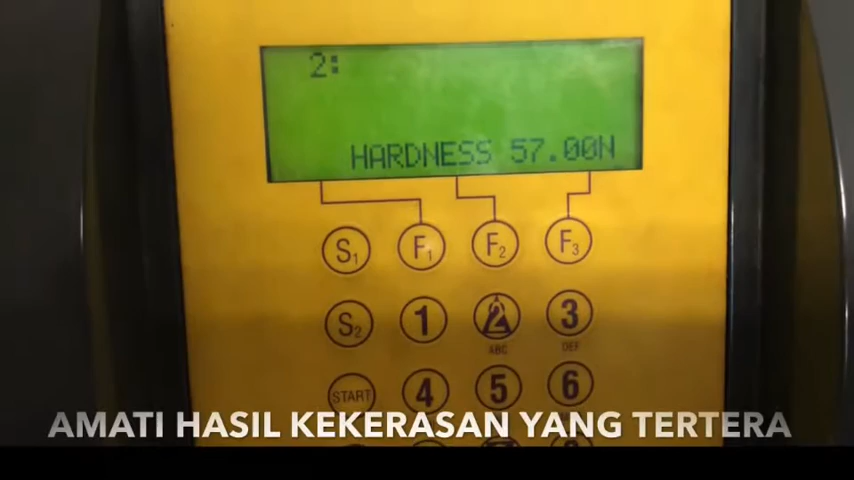 2:
HARDNESS 57.00N
S1 F1 F2 F3
S2 1 2 3
ABC DEF
START 4 5 6
AMATI HASIL KEKERASAN YANG TERTERA